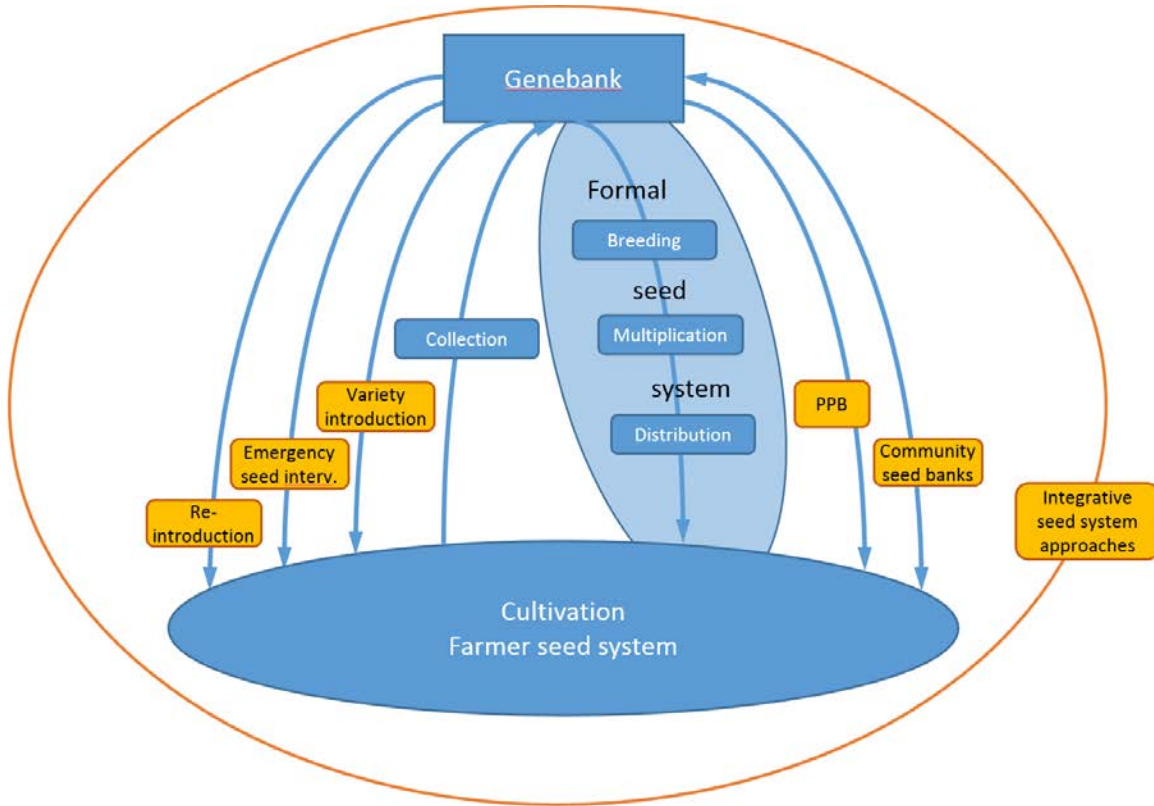 Genebank
Formal
Breeding
seed
Collection
Multiplication
Variety
introduction
system
PPB
Distribution
Emergency
seed interv.
Community
seed banks
Re-
introduction
Integrative
seed system
approaches
Cultivation
Farmer seed system